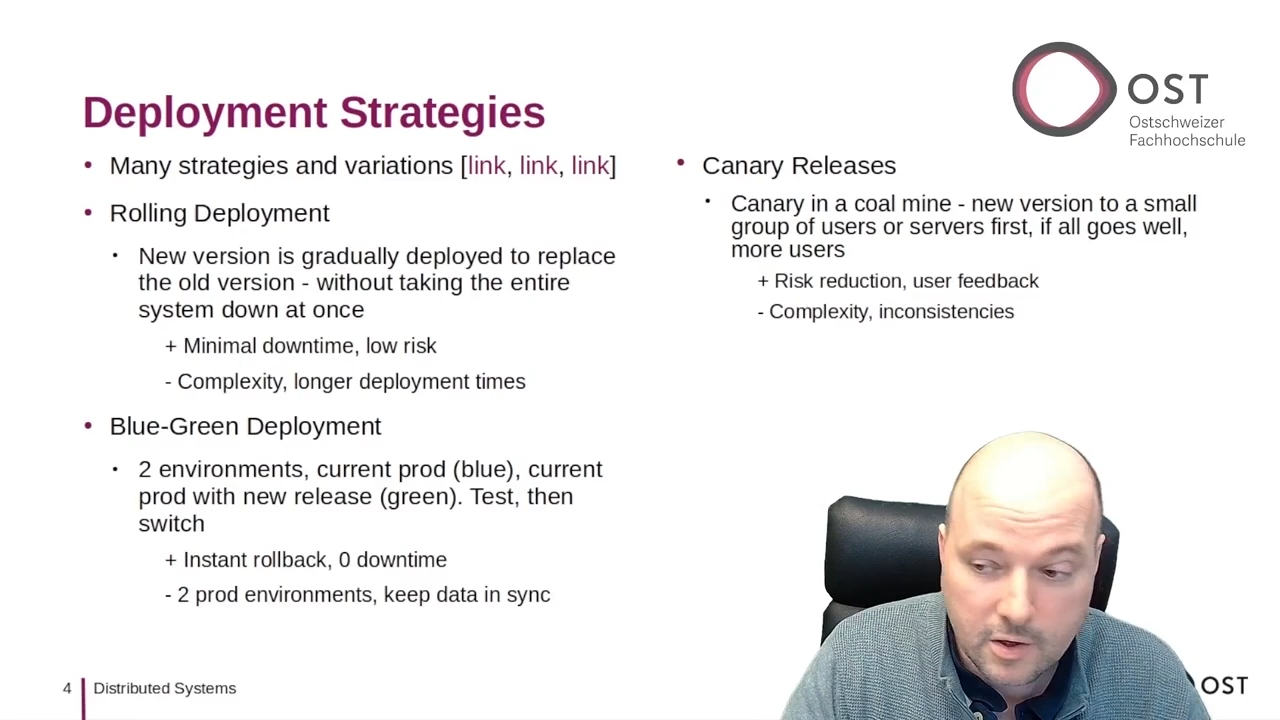 OST
Ostschweizer
Fachhochschule
Deployment Strategies
• Many strategies and variations [link, link, link]
• Rolling Deployment
• New version is gradually deployed to replace
the old version - without taking the entire
system down at once
+ Minimal downtime, low risk
- Complexity, longer deployment times
• Blue-Green Deployment
• 2 environments, current prod (blue), current
prod with new release (green). Test, then
switch
+ Instant rollback, 0 downtime
- 2 prod environments, keep data in sync
• Canary Releases
• Canary in a coal mine - new version to a small
group of users or servers first, if all goes well,
more users
+ Risk reduction, user feedback
- Complexity, inconsistencies
4 Distributed Systems
OST